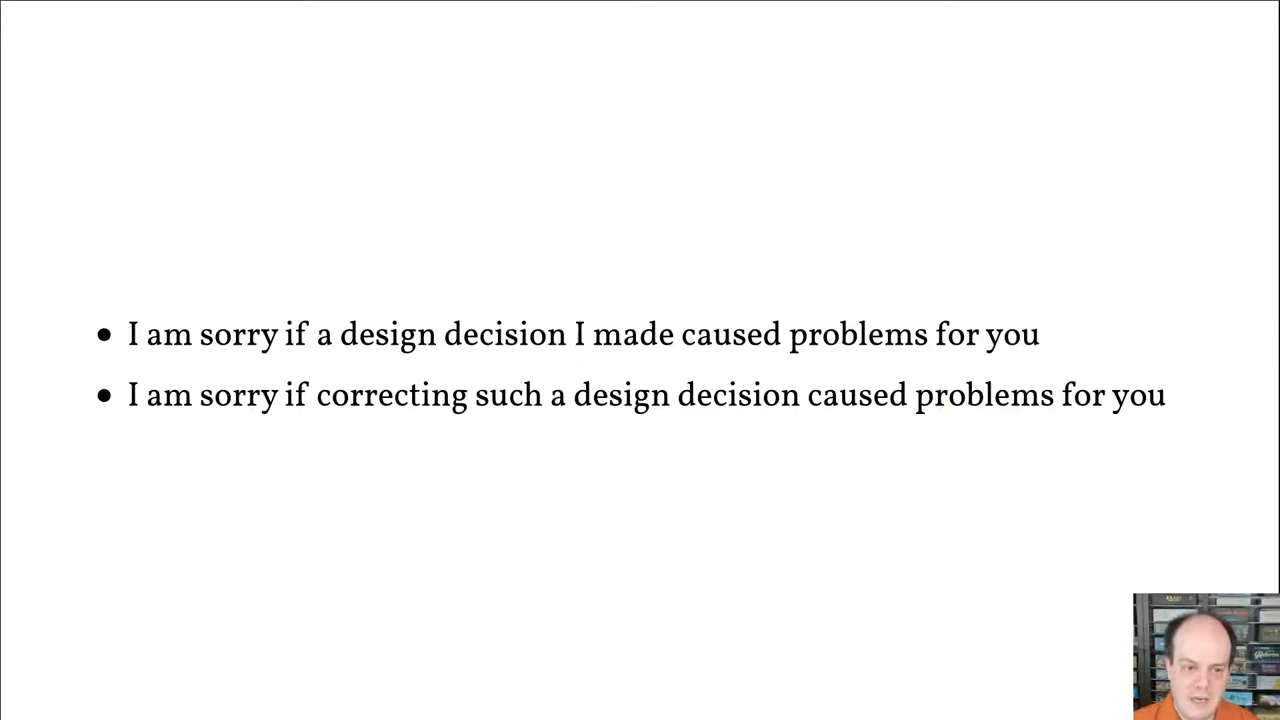 I am sorry if a design decision I made caused problems for you
I am sorry if correcting such a design decision caused problems for you